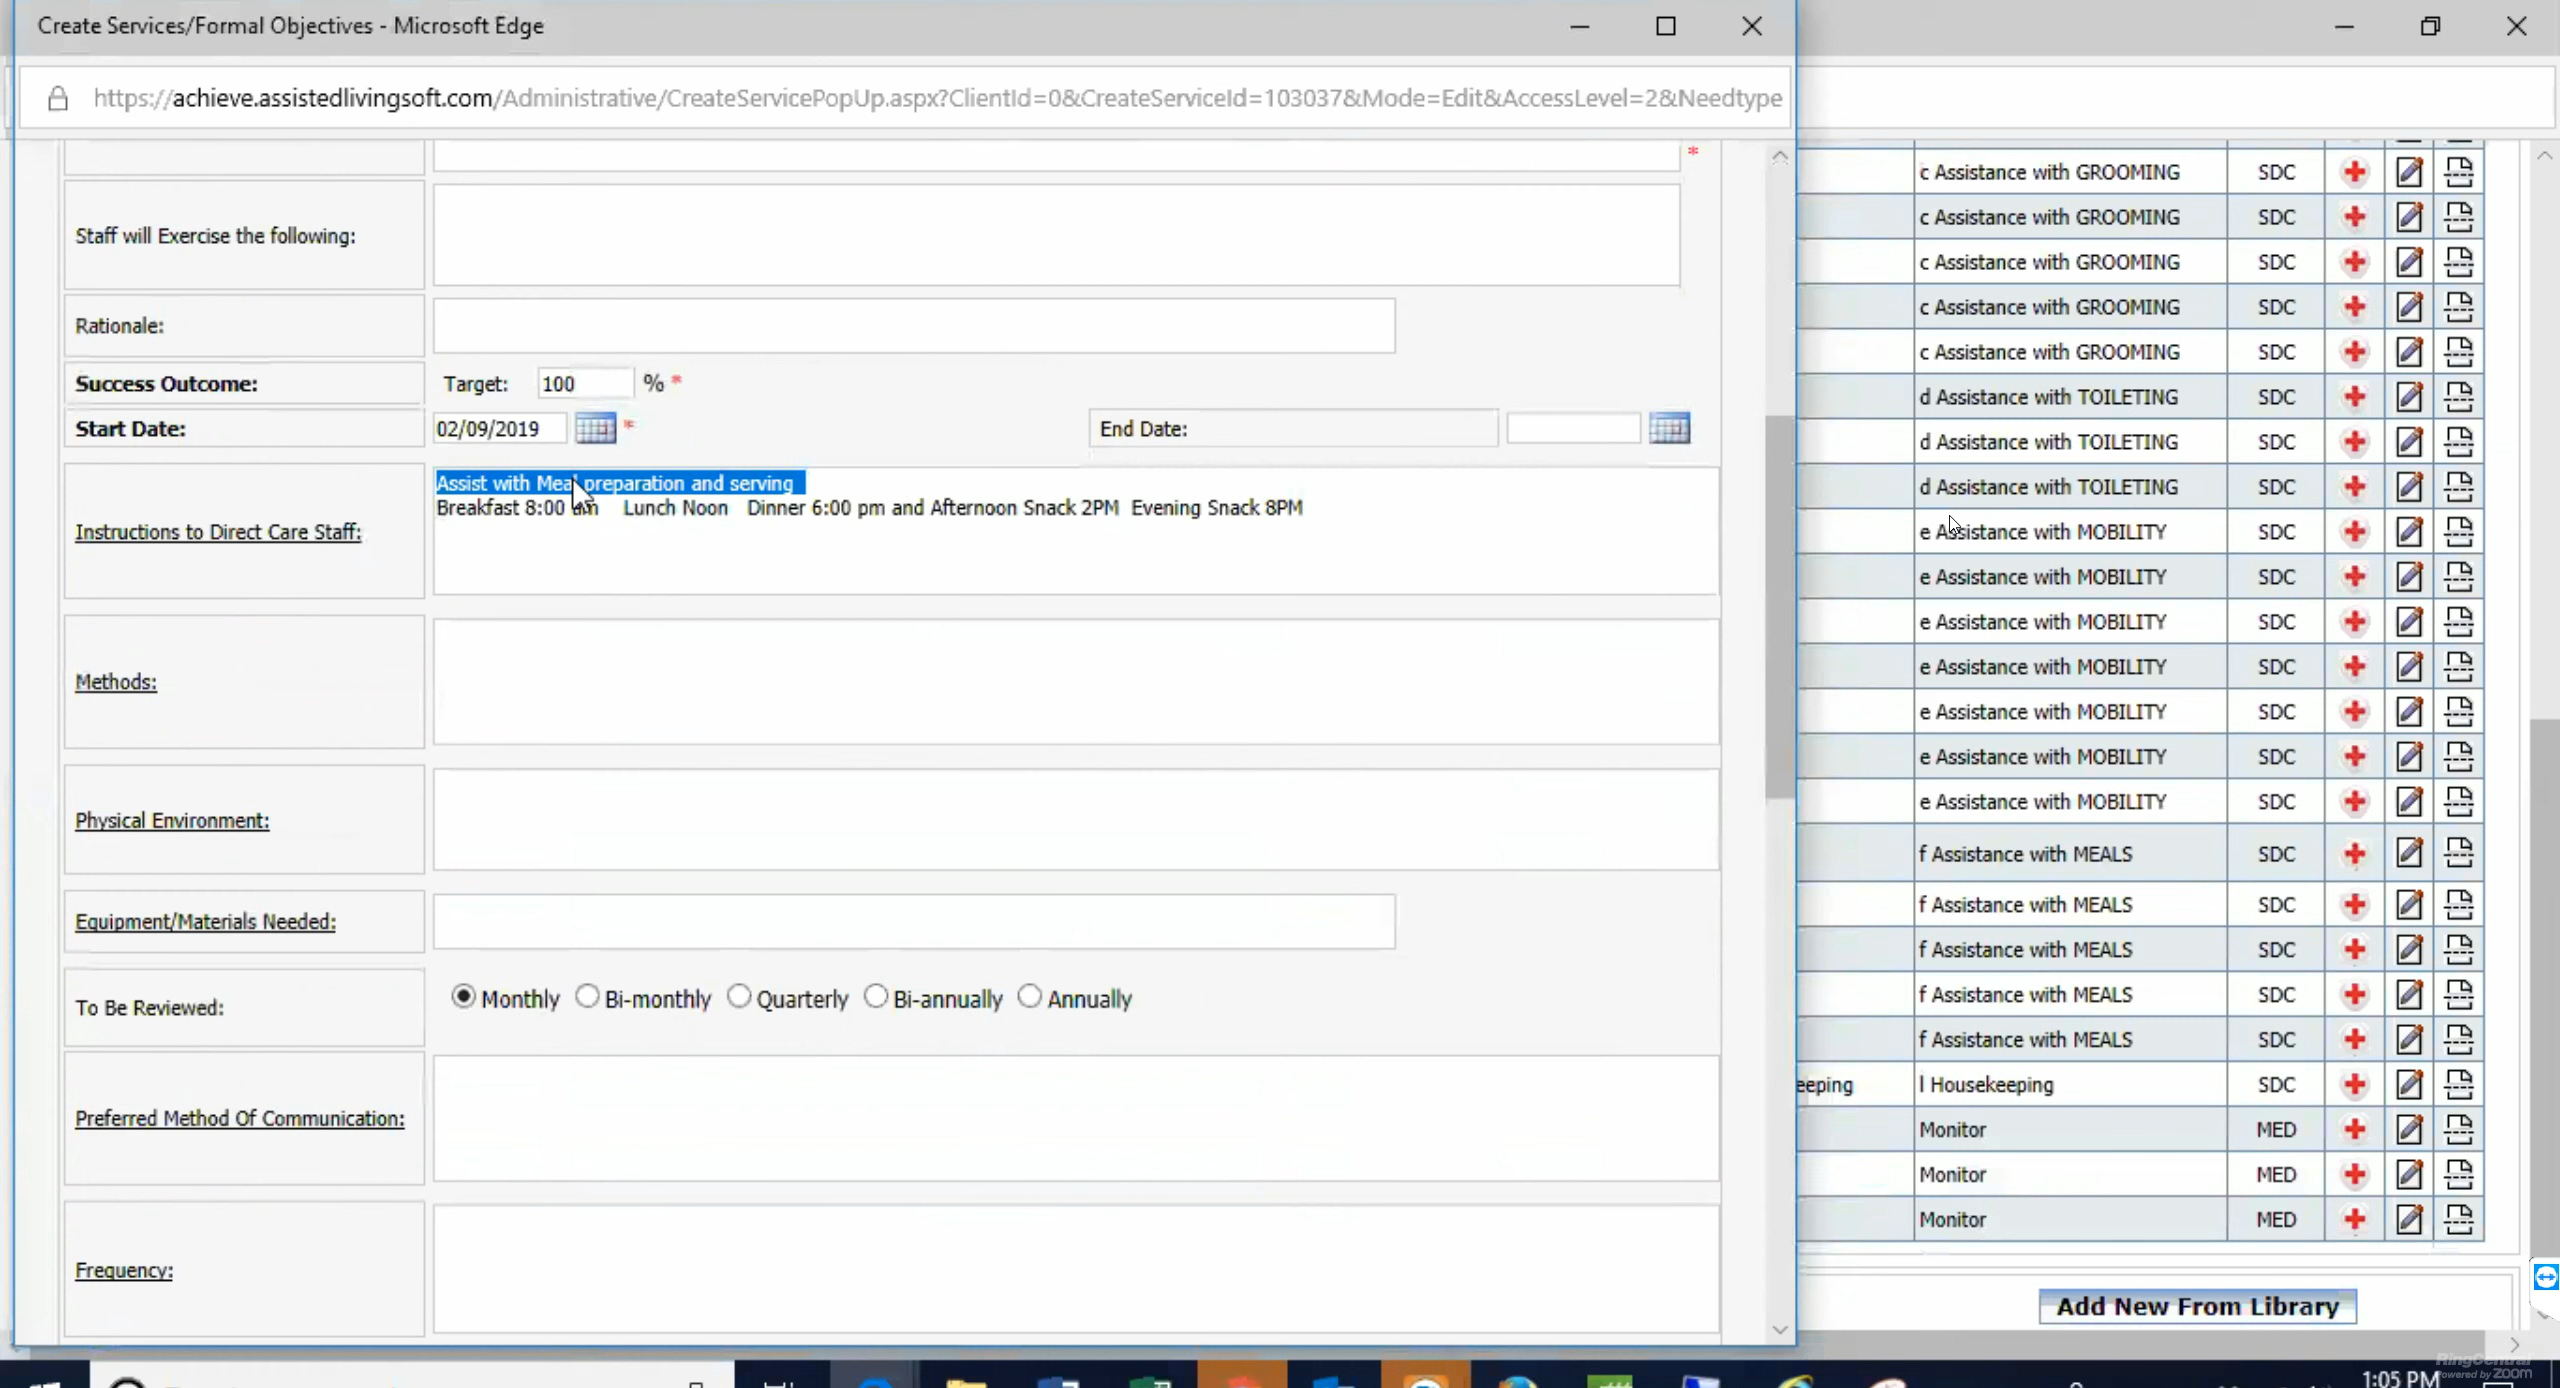 Create Services/Formal Objectives - Microsoft Edge
https://achieve.assistedlivingsoft.com/Administrative/CreateServicePopUp.aspx?ClientId=0&CreateServiceId=103037&Mode=Edit&AccessLevel=2&Needtype
*
Staff will Exercise the following:
Rationale:
Success Outcome: Target: 100 % *
Start Date: 02/09/2019 * End Date:
Instructions to Direct Care Staff:
Assist with Meal preparation and serving
Breakfast 8:00 am Lunch Noon Dinner 6:00 pm and Afternoon Snack 2PM Evening Snack 8PM
Methods:
Physical Environment:
Equipment/Materials Needed:
To Be Reviewed: Monthly Bi-monthly Quarterly Bi-annually Annually
Preferred Method Of Communication:
Frequency:
c Assistance with GROOMING SDC
c Assistance with GROOMING SDC
c Assistance with GROOMING SDC
c Assistance with GROOMING SDC
c Assistance with GROOMING SDC
d Assistance with TOILETING SDC
d Assistance with TOILETING SDC
d Assistance with TOILETING SDC
e Assistance with MOBILITY SDC
e Assistance with MOBILITY SDC
e Assistance with MOBILITY SDC
e Assistance with MOBILITY SDC
e Assistance with MOBILITY SDC
e Assistance with MOBILITY SDC
e Assistance with MOBILITY SDC
f Assistance with MEALS SDC
f Assistance with MEALS SDC
f Assistance with MEALS SDC
f Assistance with MEALS SDC
f Assistance with MEALS SDC
eeping l Housekeeping SDC
Monitor MED
Monitor MED
Monitor MED
Add New From Library
RingCentral
Powered by ZOOM
1:05 PM